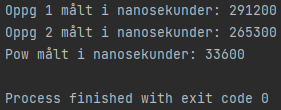 Oppg 1 målt i nanosekunder: 291200
Oppg 2 målt i nanosekunder: 265300
Pow målt i nanosekunder: 33600
Process finished with exit code 0